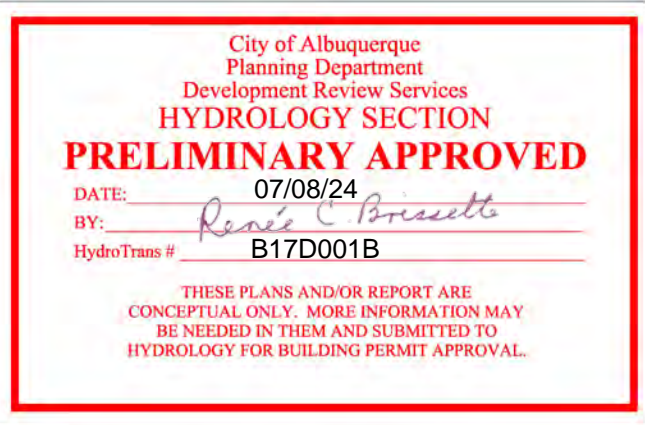 City of Albuquerque
Planning Department
Development Review Services
HYDROLOGY SECTION
PRELIMINARY APPROVED
DATE: 07/08/24
BY: Renée C. Brissette
HydroTrans # B17D001B
THESE PLANS AND/OR REPORT ARE
CONCEPTUAL ONLY. MORE INFORMATION MAY
BE NEEDED IN THEM AND SUBMITTED TO
HYDROLOGY FOR BUILDING PERMIT APPROVAL.